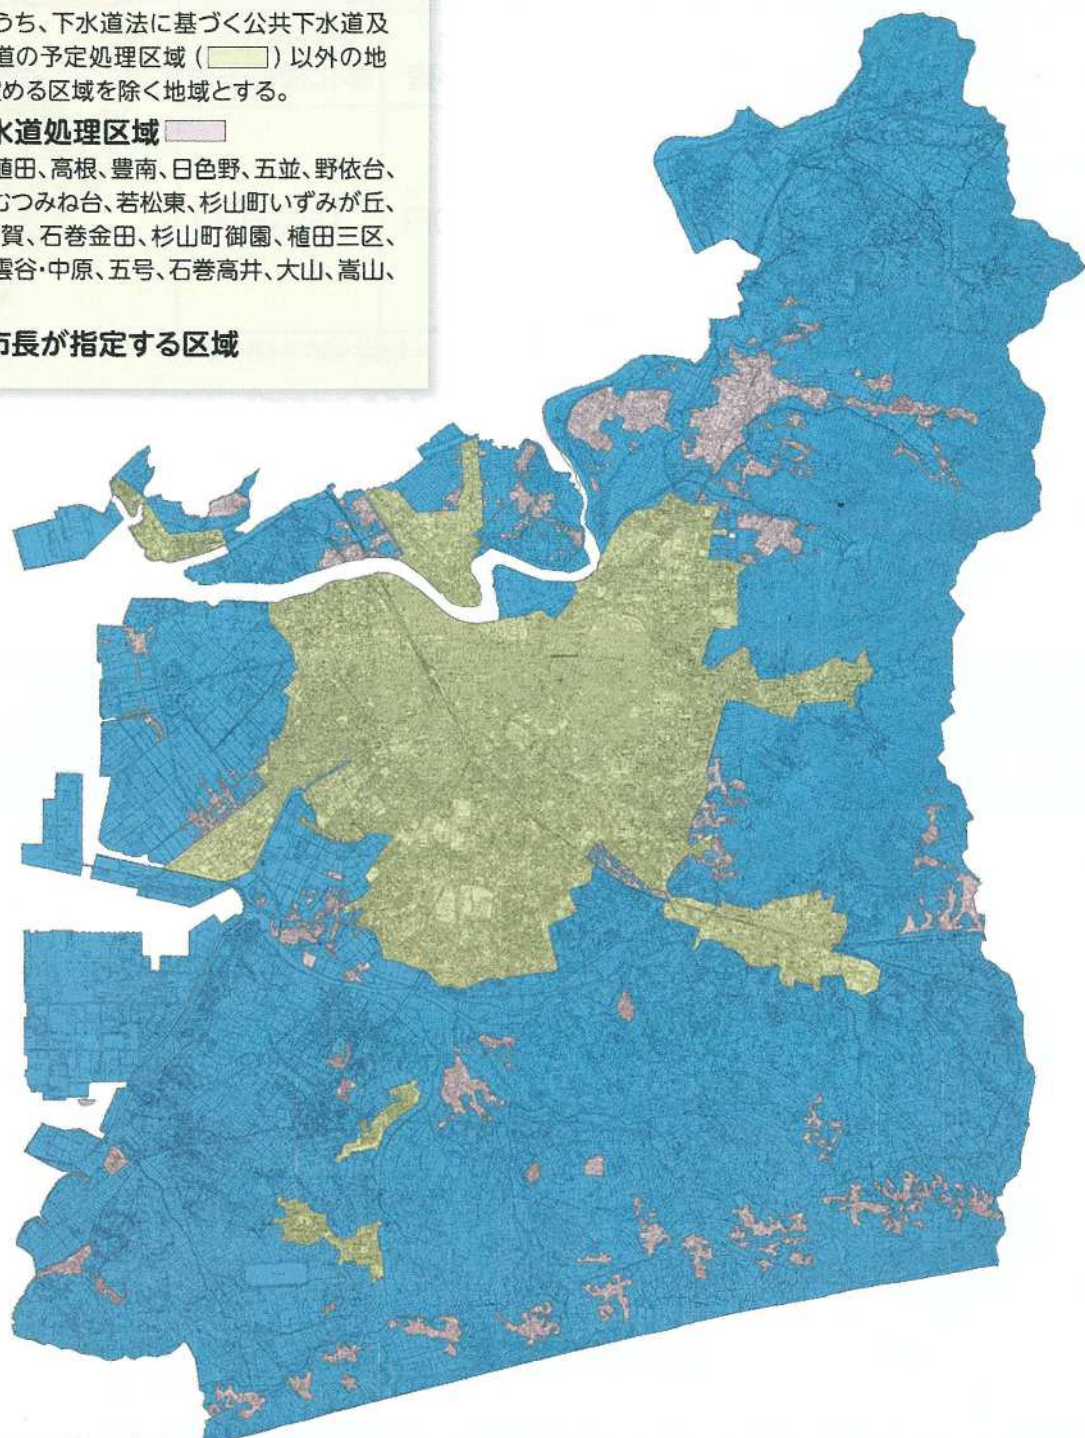 うち、下水道法に基づく公共下水道及
道の予定処理区域( )以外の地
める区域を除く地域とする。
水道処理区域
植田、高根、豊南、日色野、五並、野依台、
むつみね台、若松東、杉山町いずみが丘、
賀、石巻金田、杉山町御園、植田三区、
雲谷・中原、五号、石巻高井、大山、嵩山、
市長が指定する区域